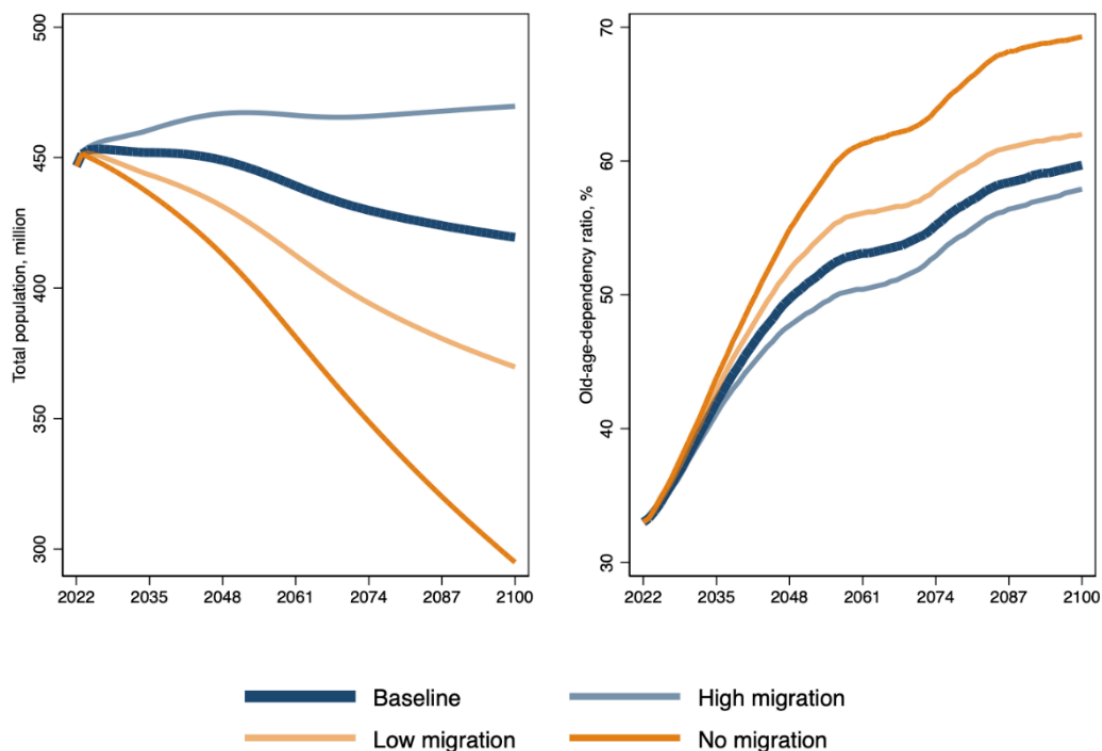 Total population, million
500
450
400
350
300
2022 2035 2048 2061 2074 2087 2100
Old-age-dependency ratio, %
70
60
50
40
30
2022 2035 2048 2061 2074 2087 2100
Baseline High migration
Low migration No migration